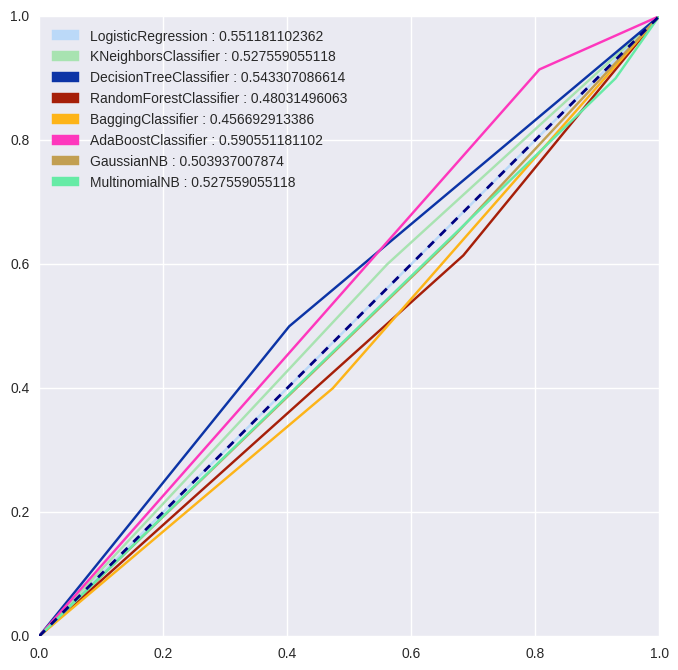 1.0
0.8
0.6
0.4
0.2
0.0
LogisticRegression : 0.551181102362
KNeighborsClassifier : 0.527559055118
DecisionTreeClassifier : 0.543307086614
RandomForestClassifier : 0.48031496063
BaggingClassifier : 0.456692913386
AdaBoostClassifier : 0.590551181102
GaussianNB : 0.503937007874
MultinomialNB : 0.527559055118
0.0 0.2 0.4 0.6 0.8 1.0